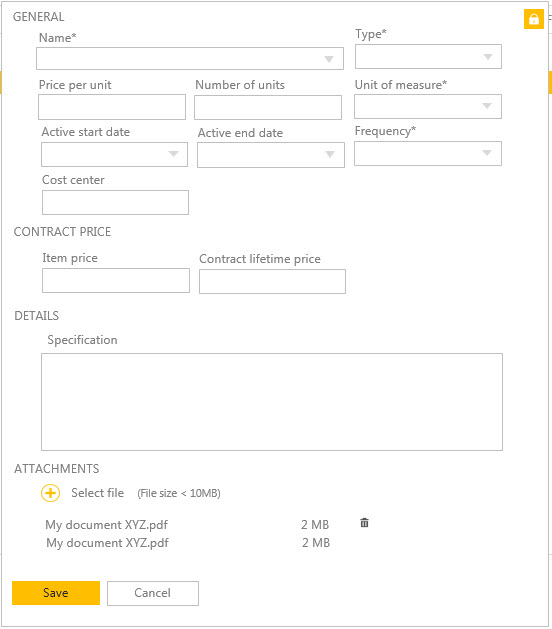 GENERAL
Name*
Type*
Price per unit
Number of units
Unit of measure*
Active start date
Active end date
Frequency*
Cost center
CONTRACT PRICE
Item price
Contract lifetime price
DETAILS
Specification
ATTACHMENTS
Select file (File size < 10MB)
My document XYZ.pdf 2 MB
My document XYZ.pdf 2 MB
Save
Cancel